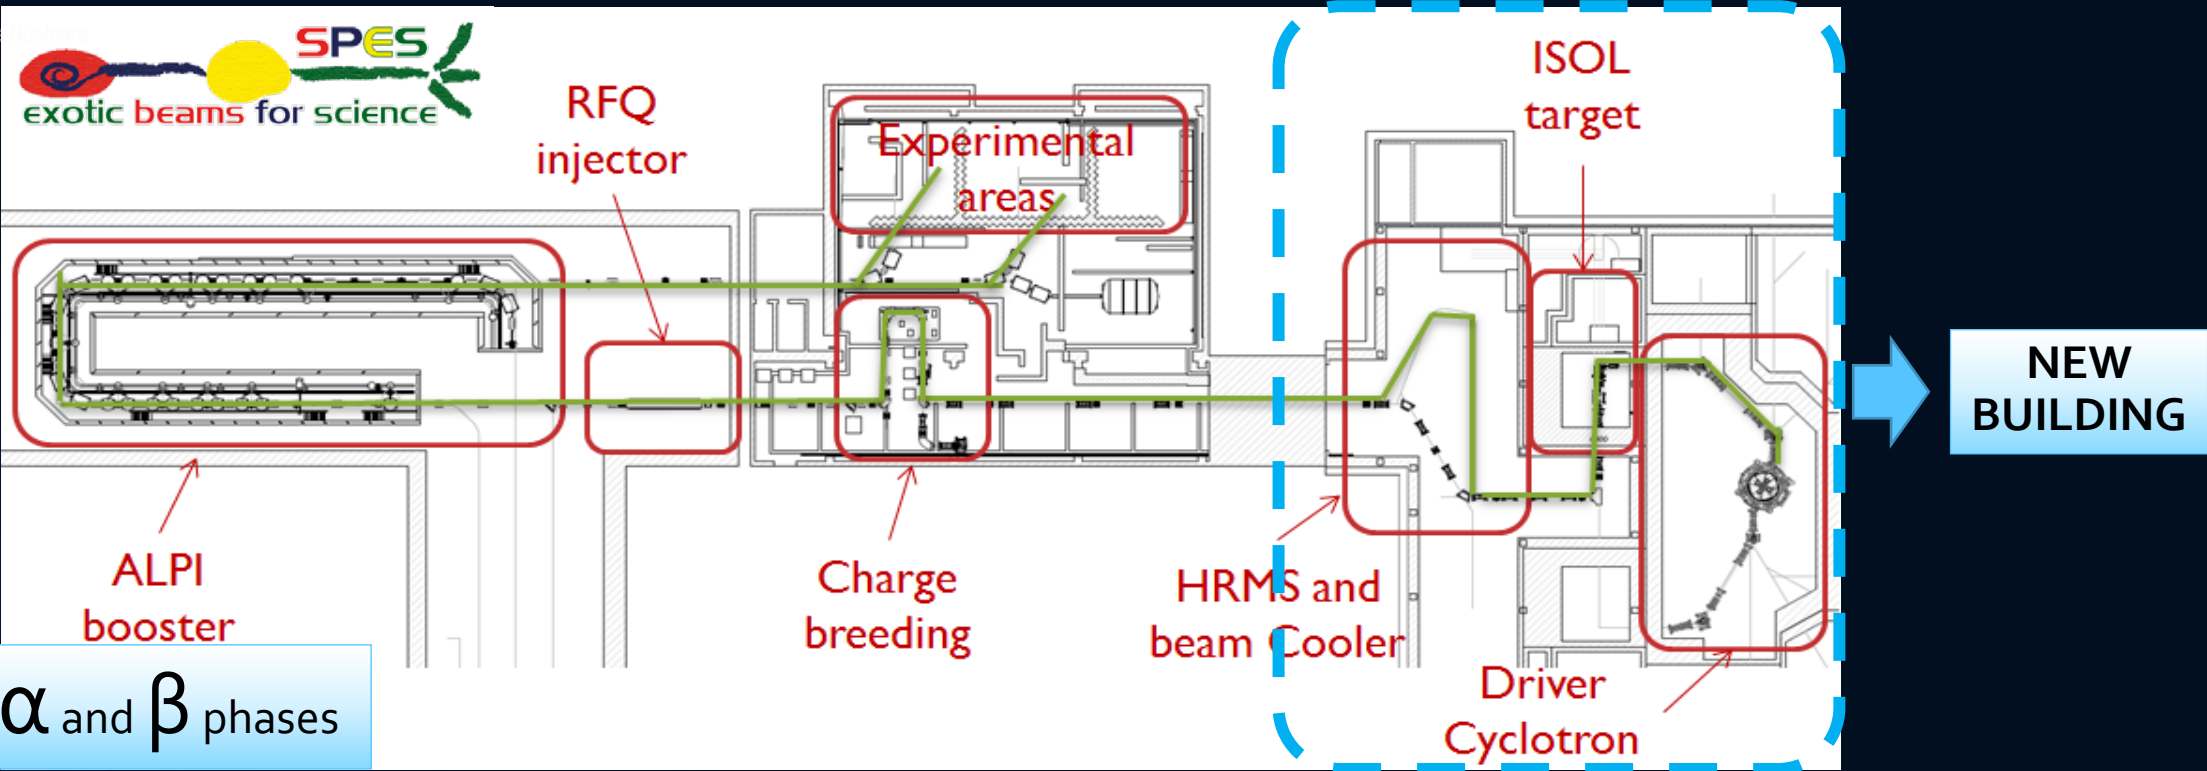 SPES
exotic beams for science
RFQ
injector
Experimental
areas
ISOL
target
NEW
BUILDING
ALPI
booster
Charge
breeding
HRMS and
beam Cooler
Driver
Cyclotron
α and β phases